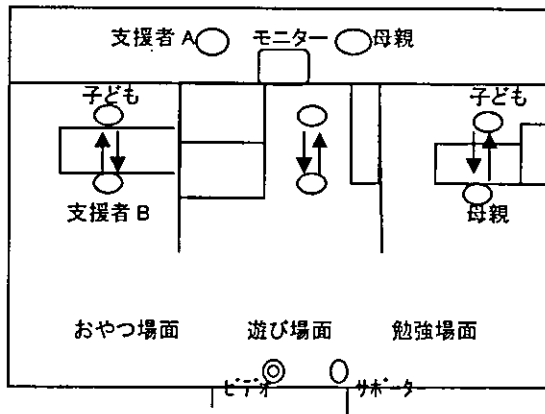 支援者 A モニター 母親
子ども 子ども
支援者 B 母親
おやつ場面 遊び場面 勉強場面
ビデオ サポーター